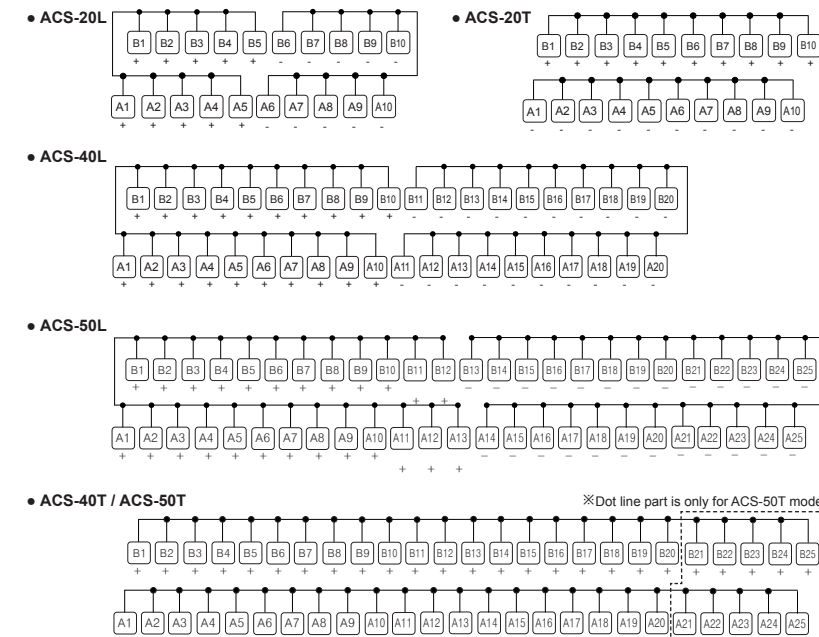 ● ACS-20L
B1 B2 B3 B4 B5 B6 B7 B8 B9 B10
+ + + + + - - - - -
A1 A2 A3 A4 A5 A6 A7 A8 A9 A10
+ + + + + - - - - -
● ACS-20T
B1 B2 B3 B4 B5 B6 B7 B8 B9 B10
+ + + + + + + + + +
A1 A2 A3 A4 A5 A6 A7 A8 A9 A10
- - - - - - - - - -
● ACS-40L
B1 B2 B3 B4 B5 B6 B7 B8 B9 B10 B11 B12 B13 B14 B15 B16 B17 B18 B19 B20
+ + + + + + + + + + - - - - - - - - - -
A1 A2 A3 A4 A5 A6 A7 A8 A9 A10 A11 A12 A13 A14 A15 A16 A17 A18 A19 A20
+ + + + + + + + + + - - - - - - - - - -
● ACS-50L
B1 B2 B3 B4 B5 B6 B7 B8 B9 B10 B11 B12 B13 B14 B15 B16 B17 B18 B19 B20 B21 B22 B23 B24 B25
+ + + + + + + + + + + + − − − − − − − − − − − − −
A1 A2 A3 A4 A5 A6 A7 A8 A9 A10 A11 A12 A13 A14 A15 A16 A17 A18 A19 A20 A21 A22 A23 A24 A25
+ + + + + + + + + + + + + − − − − − − − − − − − −
● ACS-40T / ACS-50T
※Dot line part is only for ACS-50T mode
B1 B2 B3 B4 B5 B6 B7 B8 B9 B10 B11 B12 B13 B14 B15 B16 B17 B18 B19 B20 B21 B22 B23 B24 B25
+ + + + + + + + + + + + + + + + + + + + + + + + +
A1 A2 A3 A4 A5 A6 A7 A8 A9 A10 A11 A12 A13 A14 A15 A16 A17 A18 A19 A20 A21 A22 A23 A24 A25